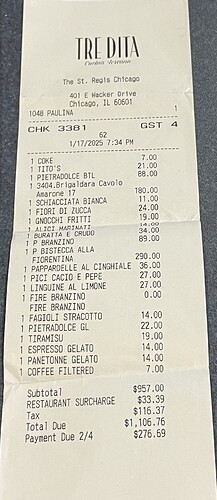 TRE DITA
Cucina Toscana
The St. Regis Chicago
401 E Wacker Drive
Chicago, IL 60601
1048 PAULINA 1
CHK 3381 GST 4
62
1/17/2025 7:34 PM
1 COKE 7.00
1 TITO'S 21.00
1 PIETRADOLCE BTL 88.00
1 3404.Brigaldara Cavolo
Amarone 17 180.00
1 SCHIACCIATA BIANCA 11.00
1 FIORI DI ZUCCA 24.00
1 GNOCCHI FRITTI 19.00
1 ALICI MARINATI 14.00
1 BURATTA E CRUDO 34.00
1 P BRANZINO 89.00
1 P BISTECCA ALLA
FIORENTINA 290.00
1 PAPPARDELLE AL CINGHIALE 36.00
1 PICI CACIO E PEPE 27.00
1 LINGUINE AL LIMONE 27.00
1 FIRE BRANZINO 0.00
FIRE BRANZINO
1 FAGIOLI STRACOTTO 14.00
1 PIETRADOLCE GL 22.00
1 TIRAMISU 19.00
1 ESPRESSO GELATO 14.00
1 PANETONNE GELATO 14.00
1 COFFEE FILTERED 7.00
Subtotal $957.00
RESTAURANT SURCHARGE $33.39
Tax $116.37
Total Due $1,106.76
Payment Due 2/4 $276.69